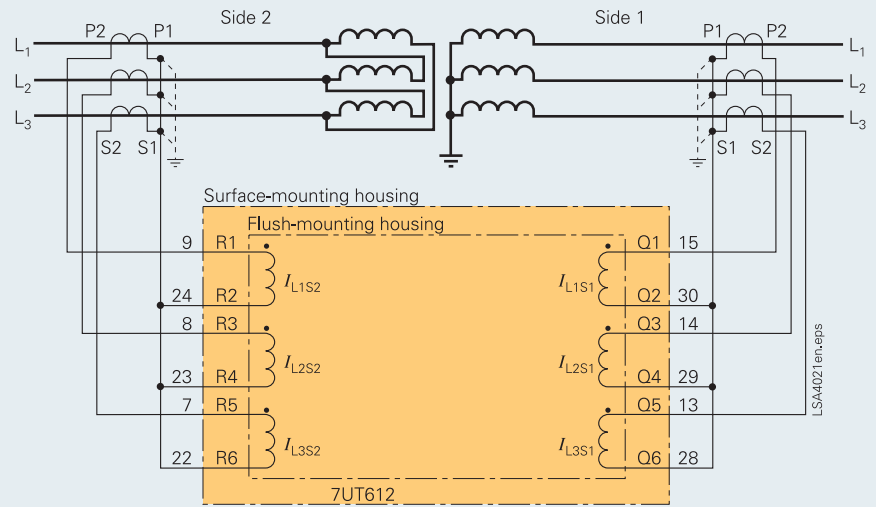 Side 2 Side 1
P2 P1 P1 P2
L1 L1
L2 L2
L3 L3
S2 S1 S1 S2
Surface-mounting housing
Flush-mounting housing
9 R1 Q1 15
IL1S2 IL1S1
24 R2 Q2 30
8 R3 Q3 14
IL2S2 IL2S1
23 R4 Q4 29
7 R5 Q5 13
IL3S2 IL3S1
22 R6 Q6 28
7UT612
LSA4021en.eps